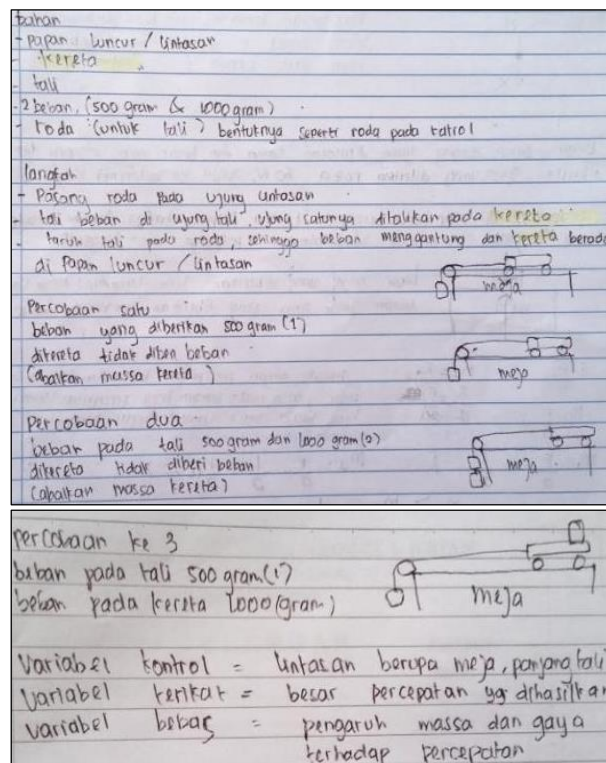 bahan
- papan luncur / lintasan
- kereta
- tali
- 2 beban, (500 gram & 1000 gram)
- roda (untuk tali) bentuknya seperti roda pada katrol
langkah
- Pasang roda pada ujung lintasan
- tali beban di ujung tali, ujung satunya ditalikan pada kereta
- taruh tali pada roda, sehingga beban menggantung dan kereta berada
di papan luncur / lintasan
meja
Percobaan satu
beban yang diberikan 500 gram (1)
dikereta tidak diberi beban
(abaikan massa kereta)
meja
Percobaan dua
beban pada tali 500 gram dan 1000 gram (2)
dikereta tidak diberi beban
(abaikan massa kereta)
meja
percobaan ke 3
beban pada tali 500 gram (1)
beban pada kereta 1000 (gram)
meja
Variabel kontrol = lintasan berupa meja, panjang tali
Variabel terikat = besar percepatan yg dihasilkan
variabel bebas = pengaruh massa dan gaya
terhadap percepatan